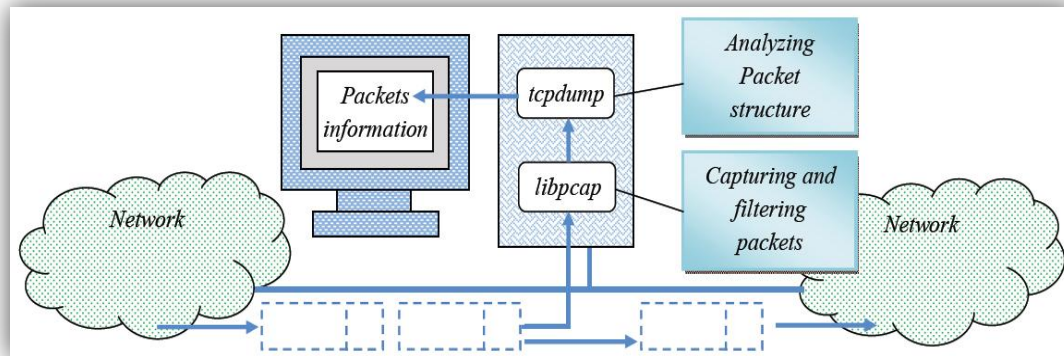 Packets
information
tcpdump
libpcap
Analyzing
Packet
structure
Capturing and
filtering
packets
Network
Network